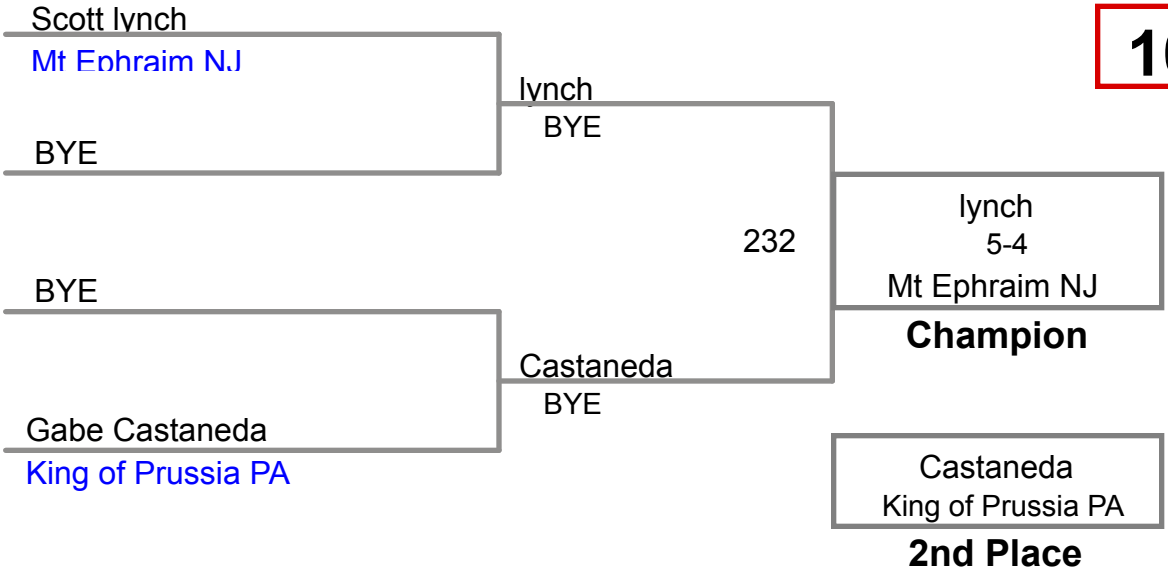 Scott lynch
Mt Ephraim NJ
lynch
BYE
BYE
232
lynch
5-4
Mt Ephraim NJ
Champion
BYE
Castaneda
BYE
Gabe Castaneda
King of Prussia PA
Castaneda
King of Prussia PA
2nd Place